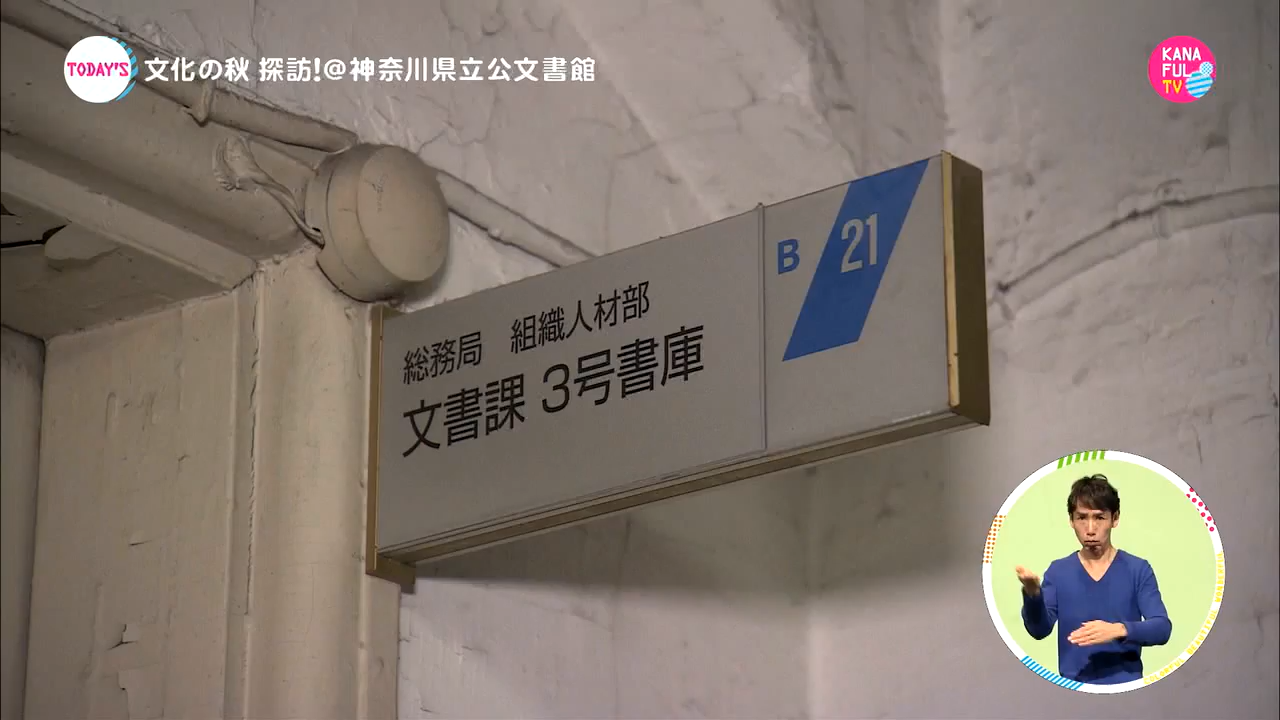 TODAY'S
文化の秋 探訪!@神奈川県立公文書館
KANA
FUL
TV
総務局 組織人材部
文書課 3号書庫
B 21